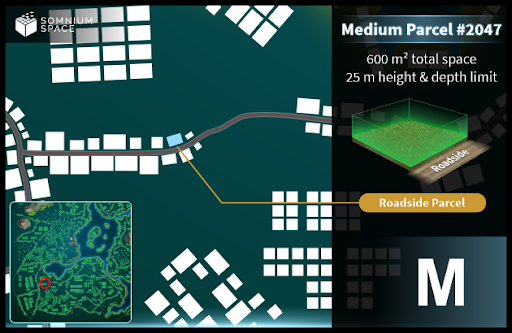 SOMNIUM
SPACE
Medium Parcel #2047
600 m² total space
25 m height & depth limit
Roadside
Roadside Parcel
M